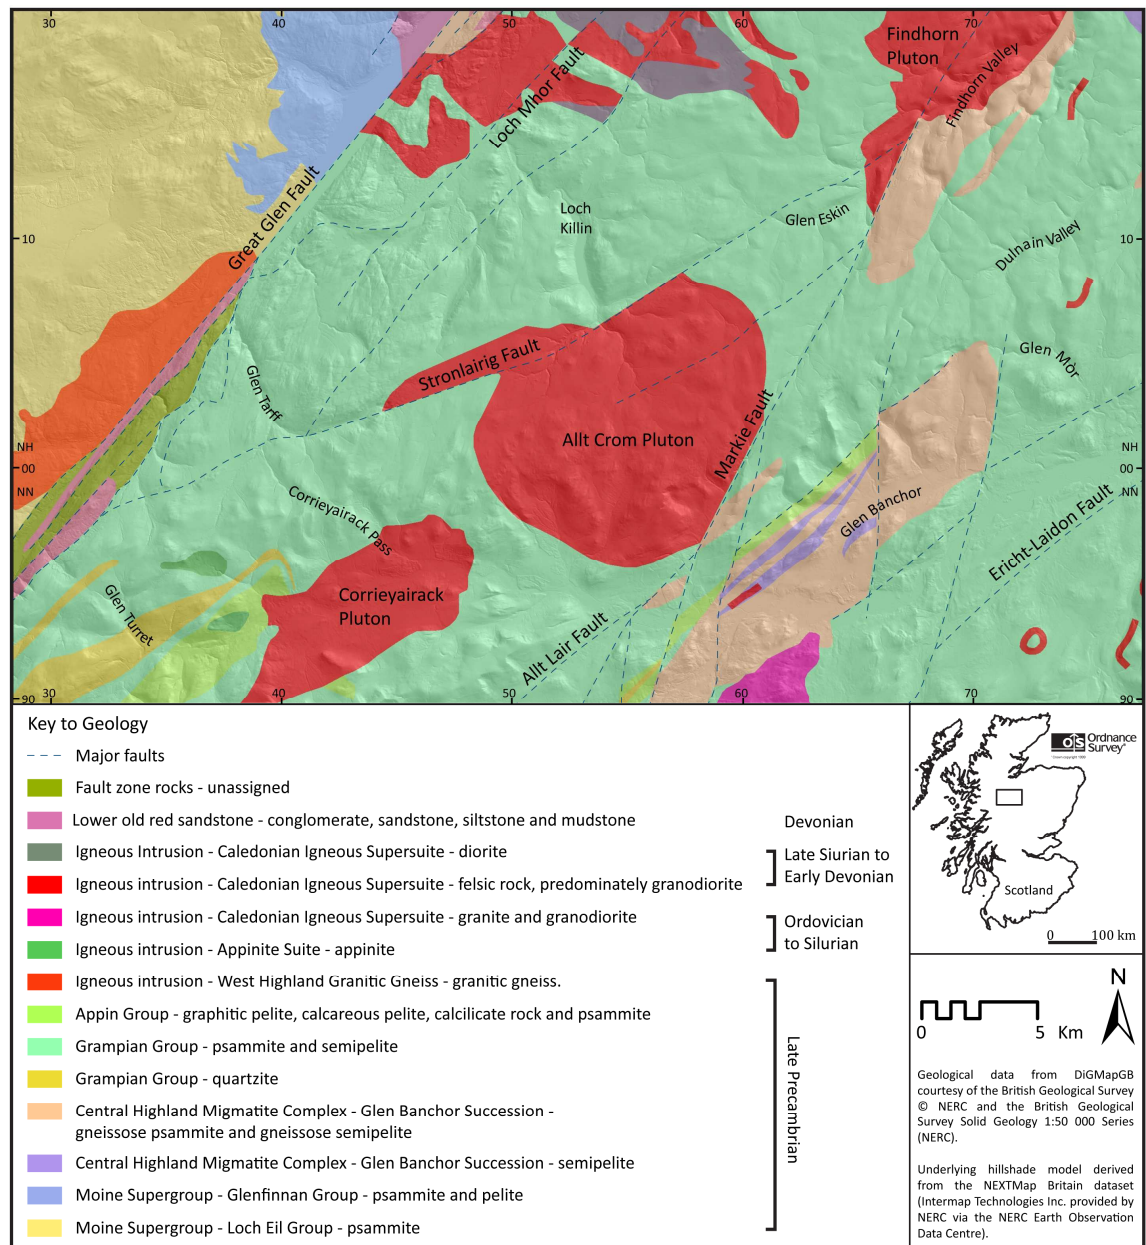 30 40 50 60 70
Findhorn
Pluton
Findhorn Valley
Loch Mhor Fault
Great Glen Fault
Loch
Killin
Glen Eskin
10
10
Dulnain Valley
Stronlairig Fault
Glen Mòr
Glen Tarff
Allt Crom Pluton
Markie Fault
NH
00
NN
NH
00
NN
Corrieyairack Pass
Glen Banchor
Ericht-Laidon Fault
Glen Turret
Corrieyairack
Pluton
Allt Lair Fault
90 30 40 50 60 70 90
Key to Geology
Major faults
Fault zone rocks - unassigned
Lower old red sandstone - conglomerate, sandstone, siltstone and mudstone
Devonian
Igneous Intrusion - Caledonian Igneous Supersuite - diorite
Igneous intrusion - Caledonian Igneous Supersuite - felsic rock, predominately granodiorite
Late Siurian to
Early Devonian
Igneous intrusion - Caledonian Igneous Supersuite - granite and granodiorite
Igneous intrusion - Appinite Suite - appinite
Ordovician
to Silurian
Igneous intrusion - West Highland Granitic Gneiss - granitic gneiss.
Appin Group - graphitic pelite, calcareous pelite, calcilicate rock and psammite
Grampian Group - psammite and semipelite
Grampian Group - quartzite
Central Highland Migmatite Complex - Glen Banchor Succession -
gneissose psammite and gneissose semipelite
Central Highland Migmatite Complex - Glen Banchor Succession - semipelite
Moine Supergroup - Glenfinnan Group - psammite and pelite
Moine Supergroup - Loch Eil Group - psammite
Late Precambrian
OS Ordnance
Survey®
Scotland
0 100 km
N
0 5 Km
Geological data from DiGMapGB
courtesy of the British Geological Survey
© NERC and the British Geological
Survey Solid Geology 1:50 000 Series
(NERC).
Underlying hillshade model derived
from the NEXTMap Britain dataset
(Intermap Technologies Inc. provided by
NERC via the NERC Earth Observation
Data Centre).